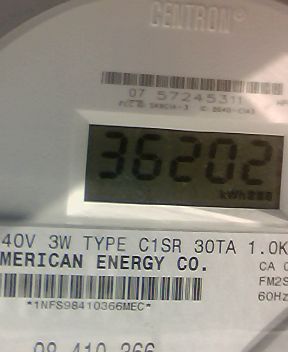 CENTRON
07 57245311
36202
kWh
40V 3W TYPE C1SR 30TA 1.0K
MERICAN ENERGY CO.
CA
FM2S
60Hz
*1NFS98410366MEC*
98 410 366